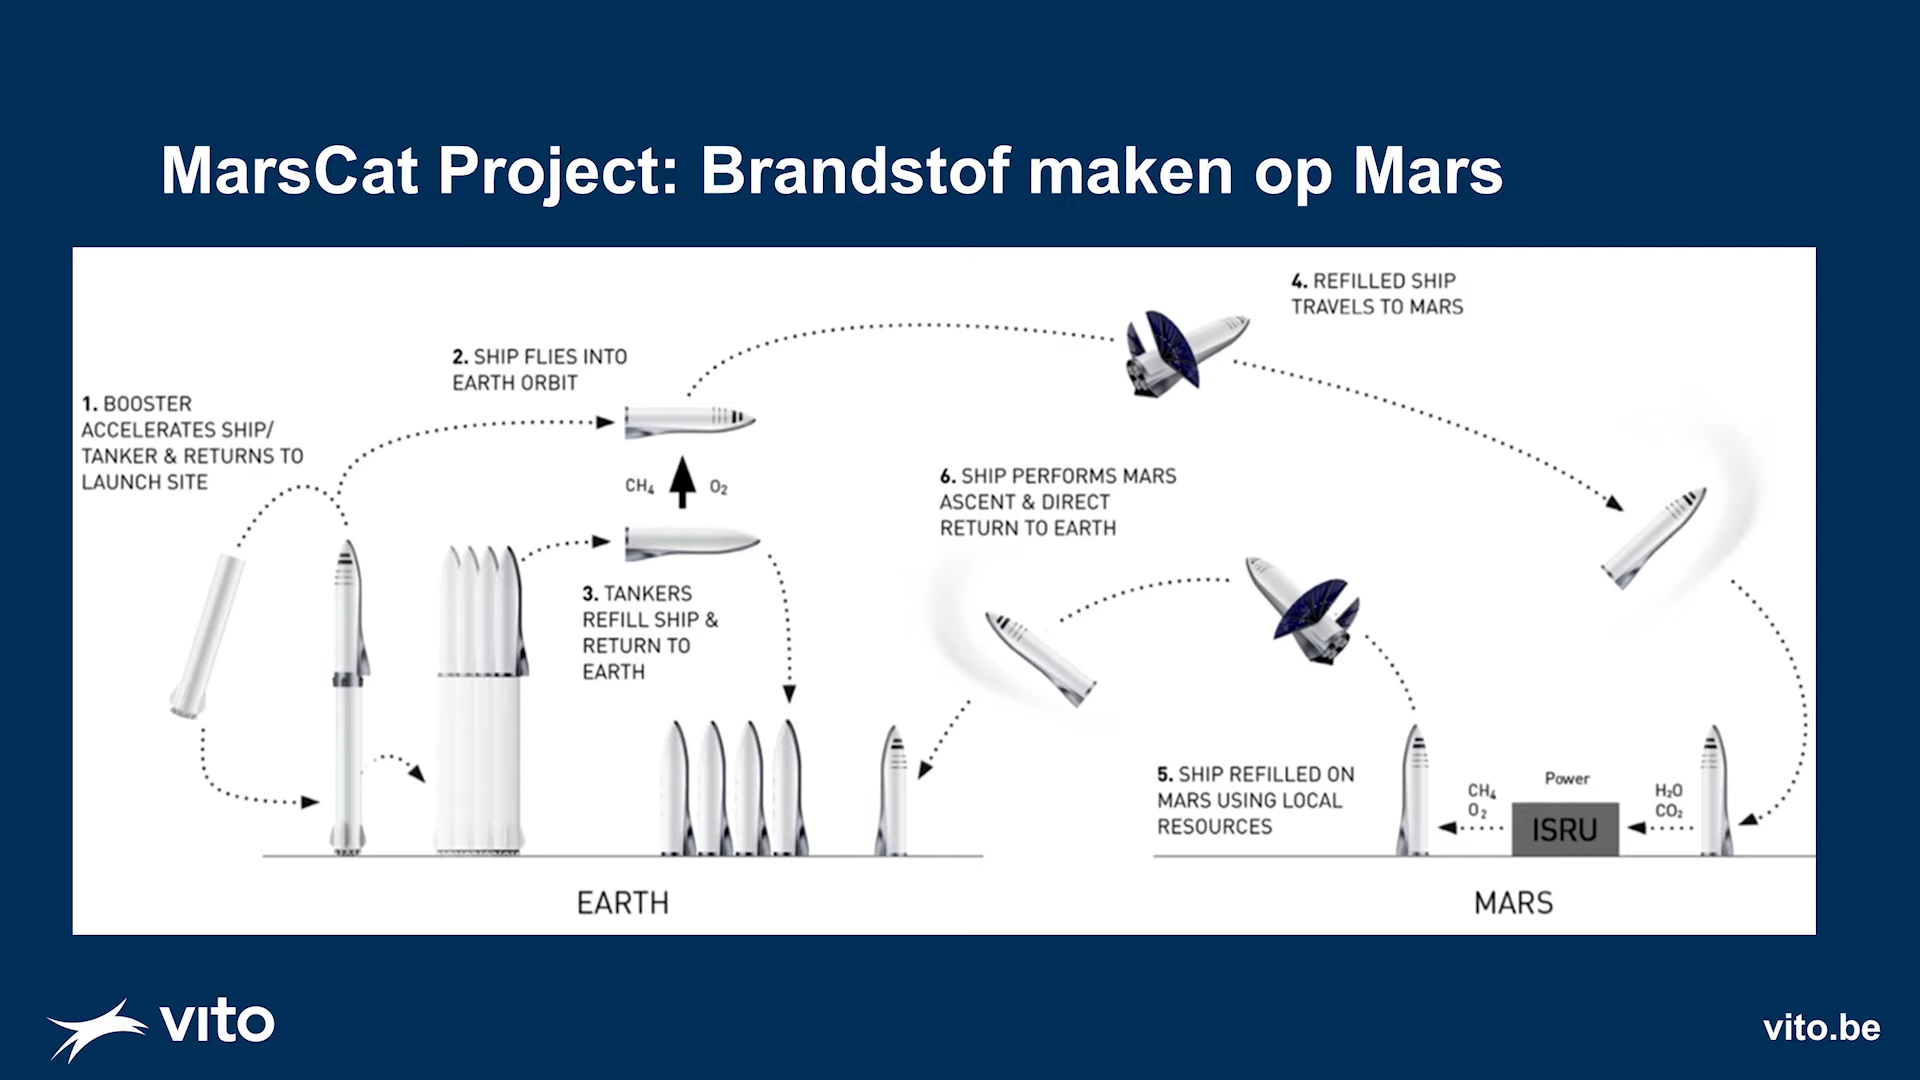 MarsCat Project: Brandstof maken op Mars
1. BOOSTER
ACCELERATES SHIP/
TANKER & RETURNS TO
LAUNCH SITE
2. SHIP FLIES INTO
EARTH ORBIT
CH₄ O₂
3. TANKERS
REFILL SHIP &
RETURN TO
EARTH
4. REFILLED SHIP
TRAVELS TO MARS
6. SHIP PERFORMS MARS
ASCENT & DIRECT
RETURN TO EARTH
5. SHIP REFILLED ON
MARS USING LOCAL
RESOURCES
CH₄
O₂
Power
ISRU
H₂O
CO₂
EARTH
MARS
vito
vito.be